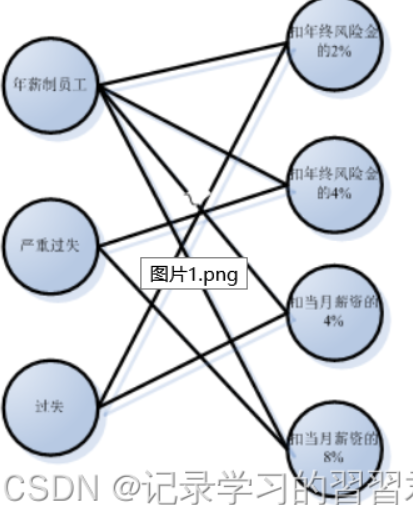 扣年终风险金
的2%
年薪制员工
扣年终风险金
的4%
严重过失
图片1.png
扣当月薪资的
4%
过失
扣当月薪资的
8%
CSDN @记录学习的習習